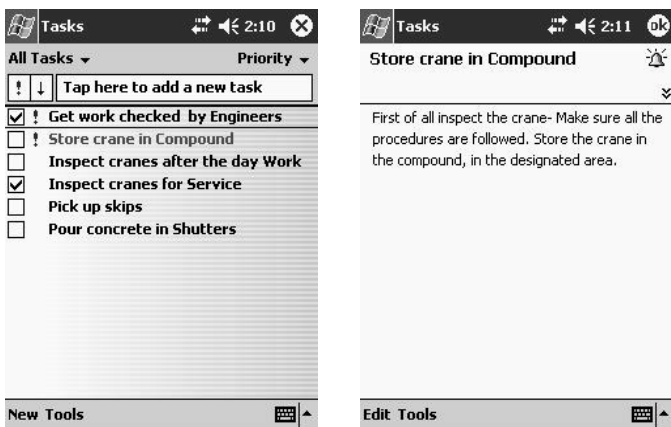 Tasks 2:10
All Tasks Priority
! ↓ Tap here to add a new task
! Get work checked by Engineers
! Store crane in Compound
Inspect cranes after the day Work
Inspect cranes for Service
Pick up skips
Pour concrete in Shutters
New Tools
Tasks 2:11 ok
Store crane in Compound
First of all inspect the crane- Make sure all the
procedures are followed. Store the crane in
the compound, in the designated area.
Edit Tools